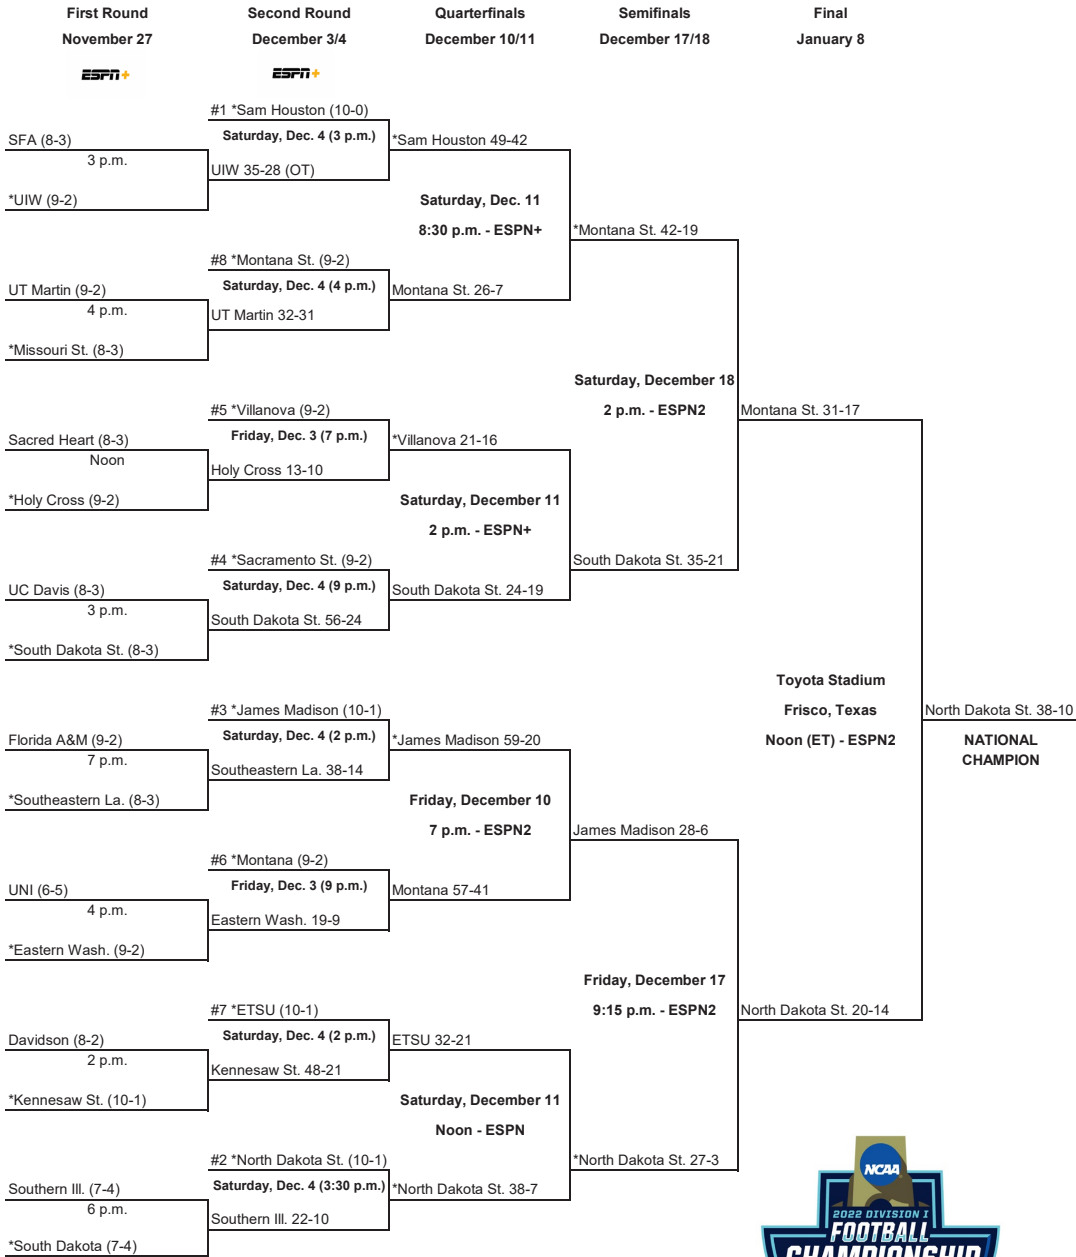 First Round
Second Round
Quarterfinals
Semifinals
Final
November 27
December 3/4
December 10/11
December 17/18
January 8
ESPN+
ESPN+
#1 *Sam Houston (10-0)
SFA (8-3)
Saturday, Dec. 4 (3 p.m.)
*Sam Houston 49-42
3 p.m.
UIW 35-28 (OT)
*UIW (9-2)
Saturday, Dec. 11
8:30 p.m. - ESPN+
*Montana St. 42-19
#8 *Montana St. (9-2)
UT Martin (9-2)
Saturday, Dec. 4 (4 p.m.)
Montana St. 26-7
4 p.m.
UT Martin 32-31
*Missouri St. (8-3)
Saturday, December 18
2 p.m. - ESPN2
Montana St. 31-17
#5 *Villanova (9-2)
Sacred Heart (8-3)
Friday, Dec. 3 (7 p.m.)
*Villanova 21-16
Noon
Holy Cross 13-10
*Holy Cross (9-2)
Saturday, December 11
2 p.m. - ESPN+
#4 *Sacramento St. (9-2)
South Dakota St. 35-21
UC Davis (8-3)
Saturday, Dec. 4 (9 p.m.)
South Dakota St. 24-19
3 p.m.
South Dakota St. 56-24
*South Dakota St. (8-3)
Toyota Stadium
Frisco, Texas
Noon (ET) - ESPN2
North Dakota St. 38-10
NATIONAL
CHAMPION
#3 *James Madison (10-1)
Florida A&M (9-2)
Saturday, Dec. 4 (2 p.m.)
*James Madison 59-20
7 p.m.
Southeastern La. 38-14
*Southeastern La. (8-3)
Friday, December 10
7 p.m. - ESPN2
James Madison 28-6
#6 *Montana (9-2)
UNI (6-5)
Friday, Dec. 3 (9 p.m.)
Montana 57-41
4 p.m.
Eastern Wash. 19-9
*Eastern Wash. (9-2)
Friday, December 17
9:15 p.m. - ESPN2
North Dakota St. 20-14
#7 *ETSU (10-1)
Davidson (8-2)
Saturday, Dec. 4 (2 p.m.)
ETSU 32-21
2 p.m.
Kennesaw St. 48-21
*Kennesaw St. (10-1)
Saturday, December 11
Noon - ESPN
#2 *North Dakota St. (10-1)
*North Dakota St. 27-3
Southern Ill. (7-4)
Saturday, Dec. 4 (3:30 p.m.)
*North Dakota St. 38-7
6 p.m.
Southern Ill. 22-10
*South Dakota (7-4)
NCAA
2022 DIVISION I
FOOTBALL
CHAMPIONSHIP